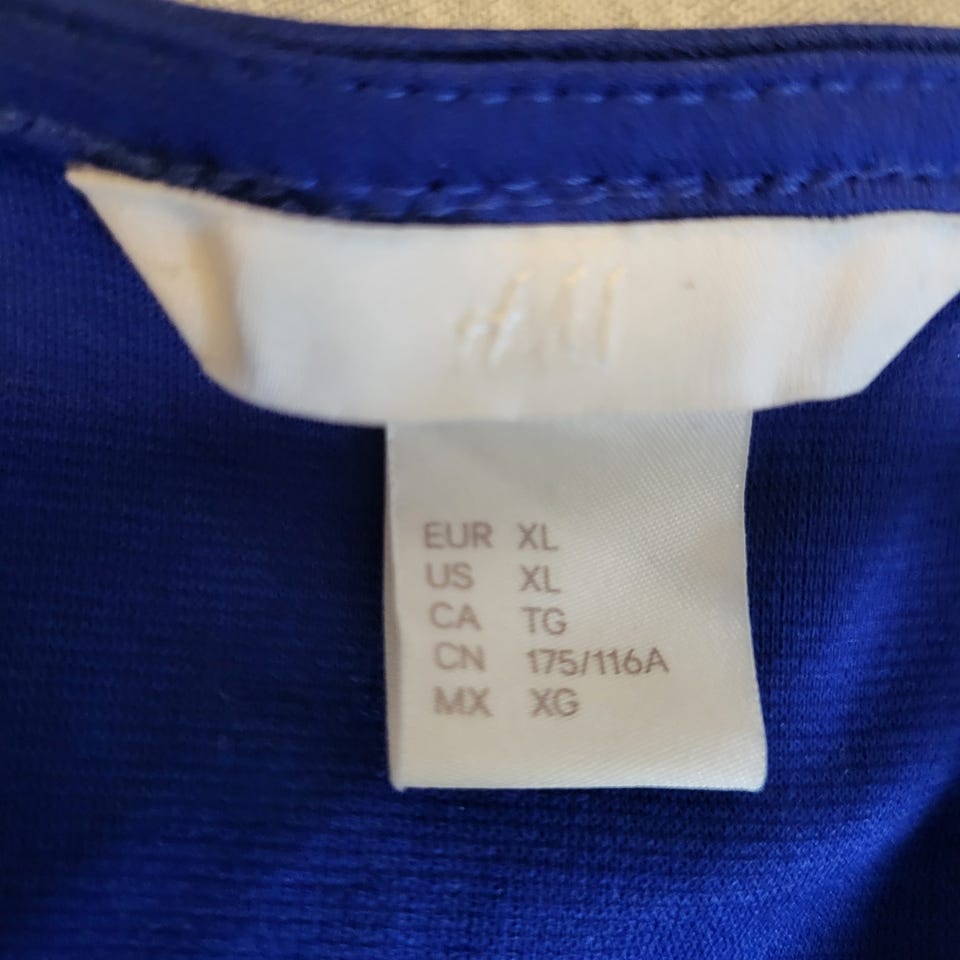 H&M
EUR XL
US XL
CA TG
CN 175/116A
MX XG